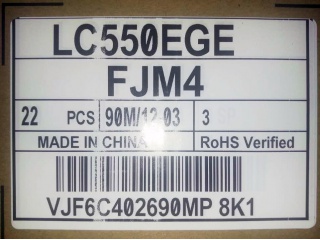 LC550EGE
FJM4
22 PCS 90M/12-03 3
MADE IN CHINA RoHS Verified
VJF6C402690MP 8K1